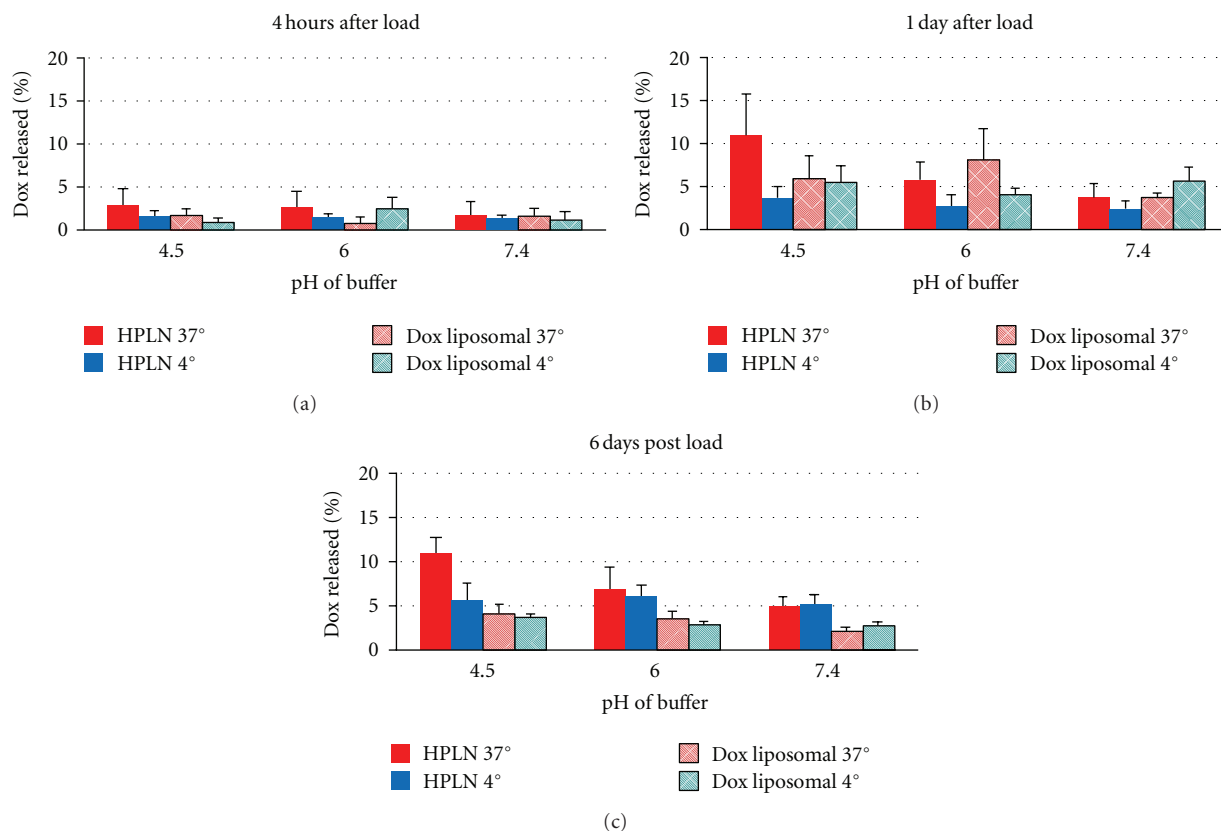 4 hours after load
Dox released (%)
20
15
10
5
0
4.5 6 7.4
pH of buffer
HPLN 37°
HPLN 4°
Dox liposomal 37°
Dox liposomal 4°
(a)
1 day after load
Dox released (%)
20
15
10
5
0
4.5 6 7.4
pH of buffer
HPLN 37°
HPLN 4°
Dox liposomal 37°
Dox liposomal 4°
(b)
6 days post load
Dox released (%)
20
15
10
5
0
4.5 6 7.4
pH of buffer
HPLN 37°
HPLN 4°
Dox liposomal 37°
Dox liposomal 4°
(c)